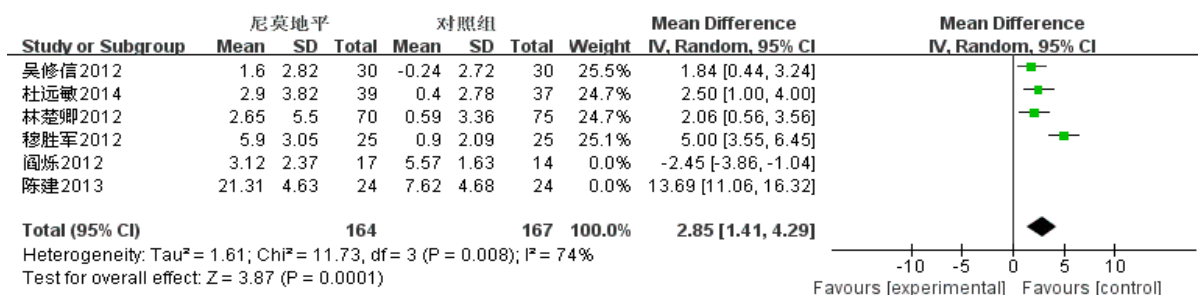 尼莫地平 对照组 Mean Difference Mean Difference
Study or Subgroup Mean SD Total Mean SD Total Weight IV, Random, 95% CI IV, Random, 95% CI
吴修信2012 1.6 2.82 30 -0.24 2.72 30 25.5% 1.84 [0.44, 3.24]
杜远敏2014 2.9 3.82 39 0.4 2.78 37 24.7% 2.50 [1.00, 4.00]
林楚卿2012 2.65 5.5 70 0.59 3.36 75 24.7% 2.06 [0.56, 3.56]
穆胜军2012 5.9 3.05 25 0.9 2.09 25 25.1% 5.00 [3.55, 6.45]
阎烁2012 3.12 2.37 17 5.57 1.63 14 0.0% -2.45 [-3.86, -1.04]
陈建2013 21.31 4.63 24 7.62 4.68 24 0.0% 13.69 [11.06, 16.32]
Total (95% CI) 164 167 100.0% 2.85 [1.41, 4.29]
Heterogeneity: Tau² = 1.61; Chi² = 11.73, df = 3 (P = 0.008); I² = 74%
Test for overall effect: Z = 3.87 (P = 0.0001)
-10 -5 0 5 10
Favours [experimental] Favours [control]